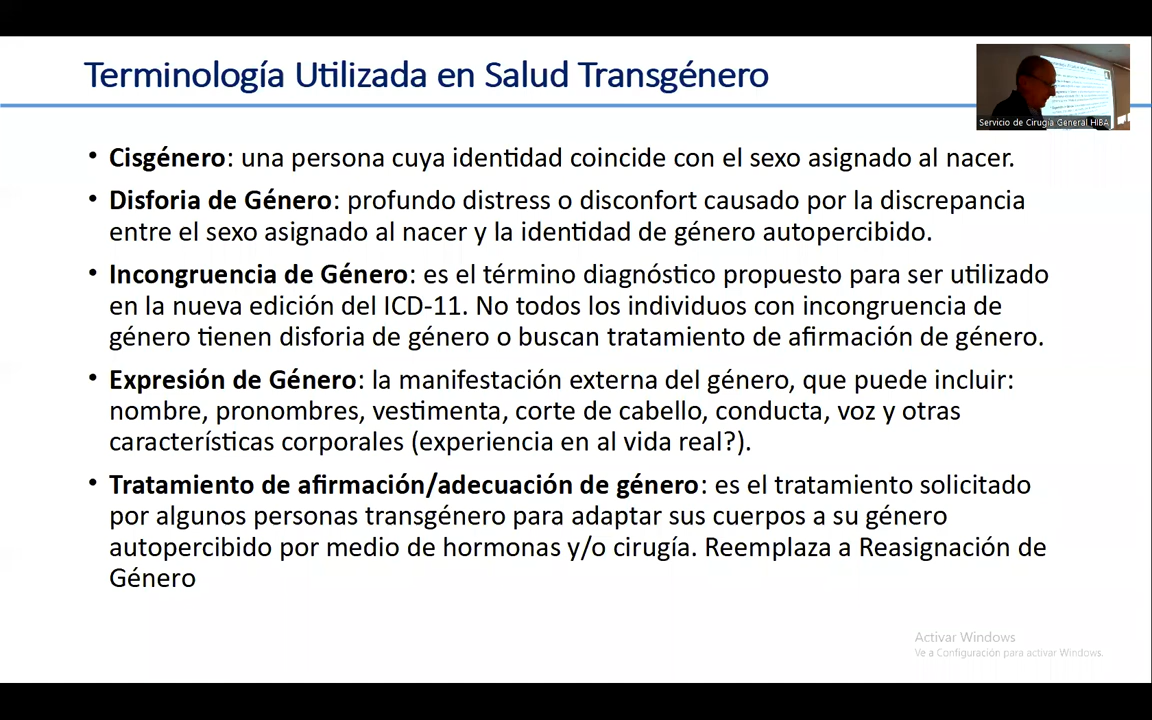 Terminología Utilizada en Salud Transgénero
Servicio de Cirugía General HIBA
• Cisgénero: una persona cuya identidad coincide con el sexo asignado al nacer.
• Disforia de Género: profundo distress o disconfort causado por la discrepancia
entre el sexo asignado al nacer y la identidad de género autopercibido.
• Incongruencia de Género: es el término diagnóstico propuesto para ser utilizado
en la nueva edición del ICD-11. No todos los individuos con incongruencia de
género tienen disforia de género o buscan tratamiento de afirmación de género.
• Expresión de Género: la manifestación externa del género, que puede incluir:
nombre, pronombres, vestimenta, corte de cabello, conducta, voz y otras
características corporales (experiencia en al vida real?).
• Tratamiento de afirmación/adecuación de género: es el tratamiento solicitado
por algunos personas transgénero para adaptar sus cuerpos a su género
autopercibido por medio de hormonas y/o cirugía. Reemplaza a Reasignación de
Género
Activar Windows
Ve a Configuración para activar Windows.